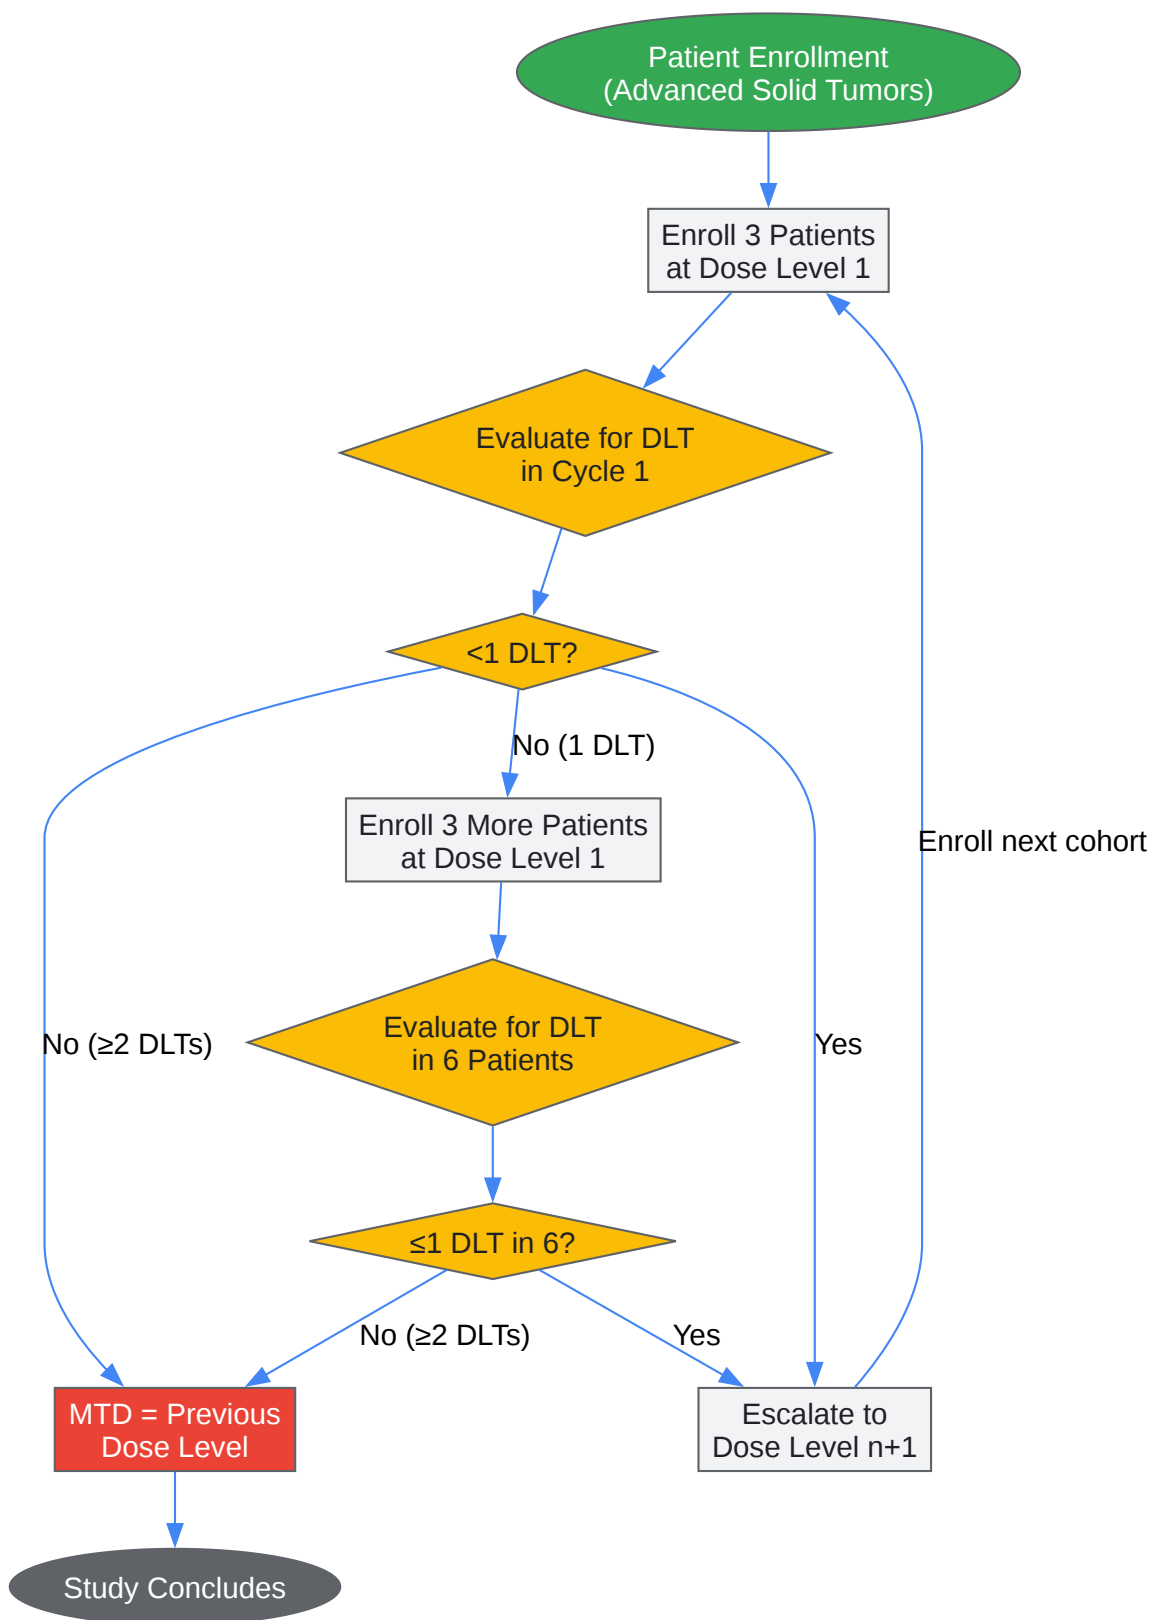 Patient Enrollment
(Advanced Solid Tumors)
Enroll 3 Patients
at Dose Level 1
Evaluate for DLT
in Cycle 1
<1 DLT?
No (1 DLT)
Enroll 3 More Patients
at Dose Level 1
Enroll next cohort
Evaluate for DLT
in 6 Patients
No (≥2 DLTs)
Yes
≤1 DLT in 6?
No (≥2 DLTs)
Yes
MTD = Previous
Dose Level
Escalate to
Dose Level n+1
Study Concludes